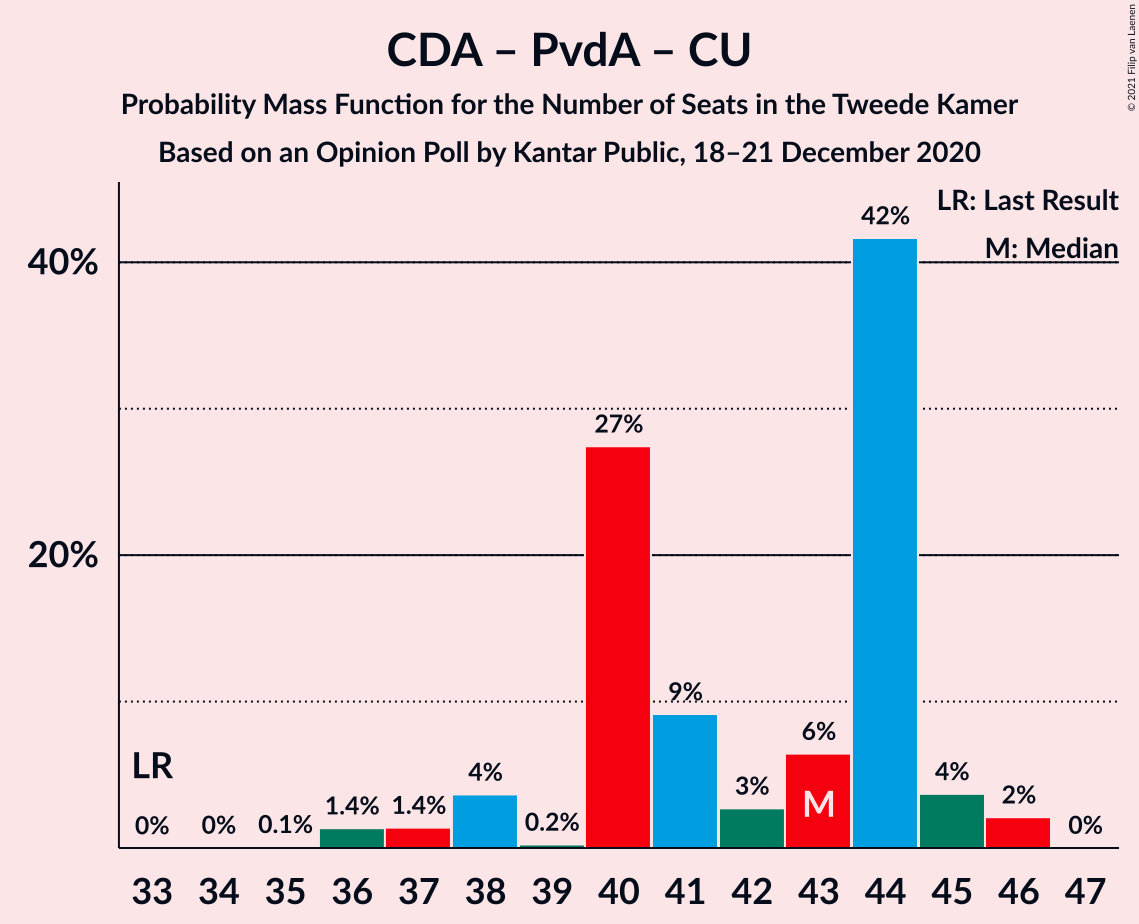 CDA – PvdA – CU
Probability Mass Function for the Number of Seats in the Tweede Kamer
Based on an Opinion Poll by Kantar Public, 18–21 December 2020
© 2021 Filip van Laenen
LR: Last Result
M: Median
40%
20%
LR
0%
0%
0.1%
1.4%
1.4%
4%
0.2%
27%
9%
3%
6%
M
42%
4%
2%
0%
33 34 35 36 37 38 39 40 41 42 43 44 45 46 47